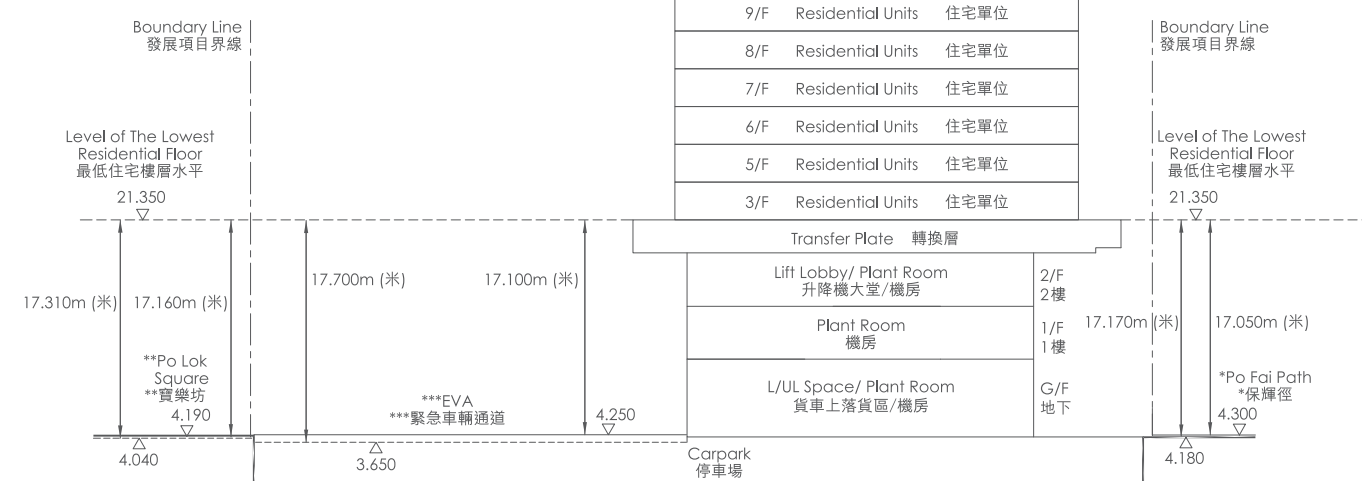 9/F Residential Units 住宅單位
Boundary Line
發展項目界線
Boundary Line
發展項目界線
8/F Residential Units 住宅單位
7/F Residential Units 住宅單位
6/F Residential Units 住宅單位
Level of The Lowest
Residential Floor
最低住宅樓層水平
21.350
Level of The Lowest
Residential Floor
最低住宅樓層水平
21.350
5/F Residential Units 住宅單位
3/F Residential Units 住宅單位
Transfer Plate 轉換層
17.310m (米)
17.160m (米)
17.700m (米)
17.100m (米)
Lift Lobby/ Plant Room
升降機大堂/機房
2/F
2樓
Plant Room
機房
1/F
1樓
17.170m (米)
17.050m (米)
**Po Lok
Square
**寶樂坊
4.190
***EVA
***緊急車輛通道
4.250
L/UL Space/ Plant Room
貨車上落貨區/機房
G/F
地下
*Po Fai Path
*保輝徑
4.300
4.040
3.650
Carpark
停車場
4.180